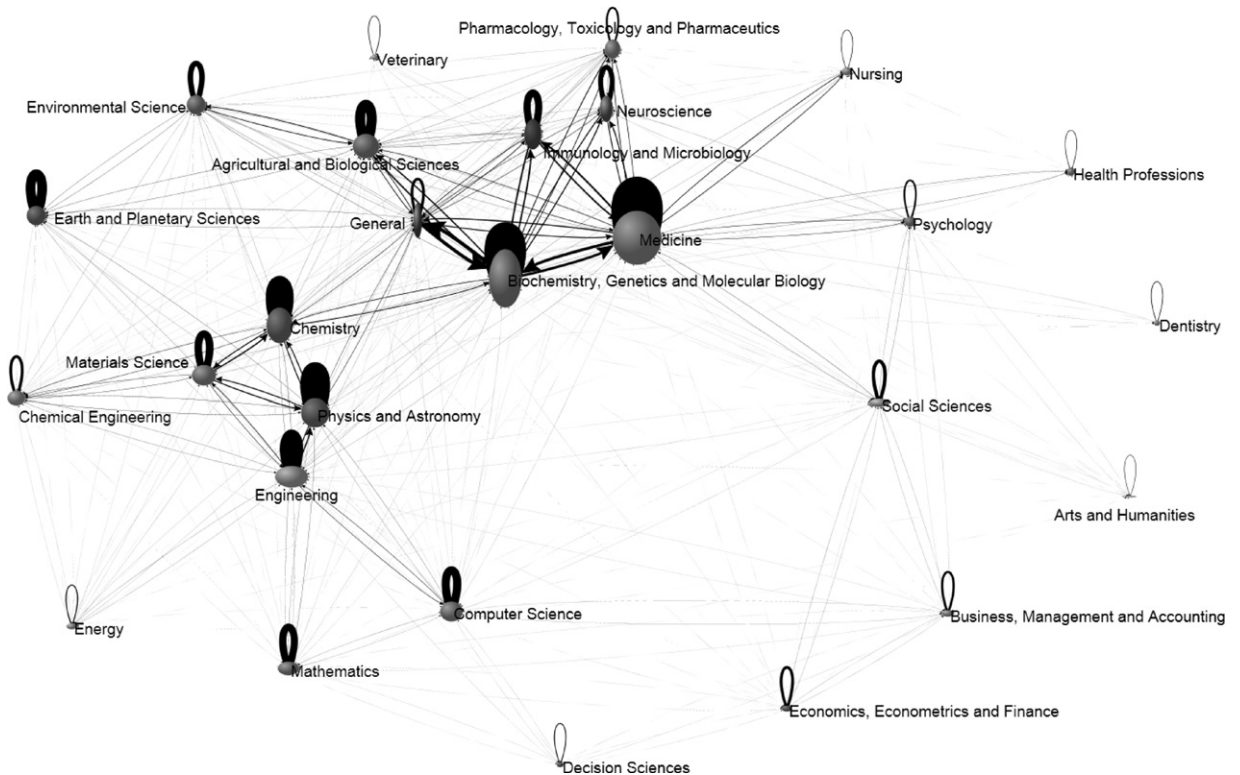 Pharmacology, Toxicology and Pharmaceutics
Veterinary
Nursing
Environmental Science
Neuroscience
Immunology and Microbiology
Agricultural and Biological Sciences
Health Professions
Earth and Planetary Sciences
General
Psychology
Medicine
Biochemistry, Genetics and Molecular Biology
Chemistry
Dentistry
Materials Science
Social Sciences
Chemical Engineering
Physics and Astronomy
Engineering
Arts and Humanities
Computer Science
Business, Management and Accounting
Energy
Mathematics
Economics, Econometrics and Finance
Decision Sciences